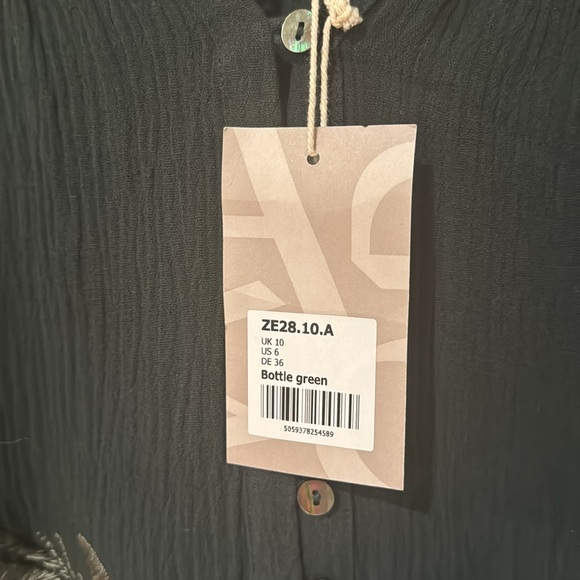 ZE28.10.A
UK 10
US 6
DE 36
Bottle green
5059378254589